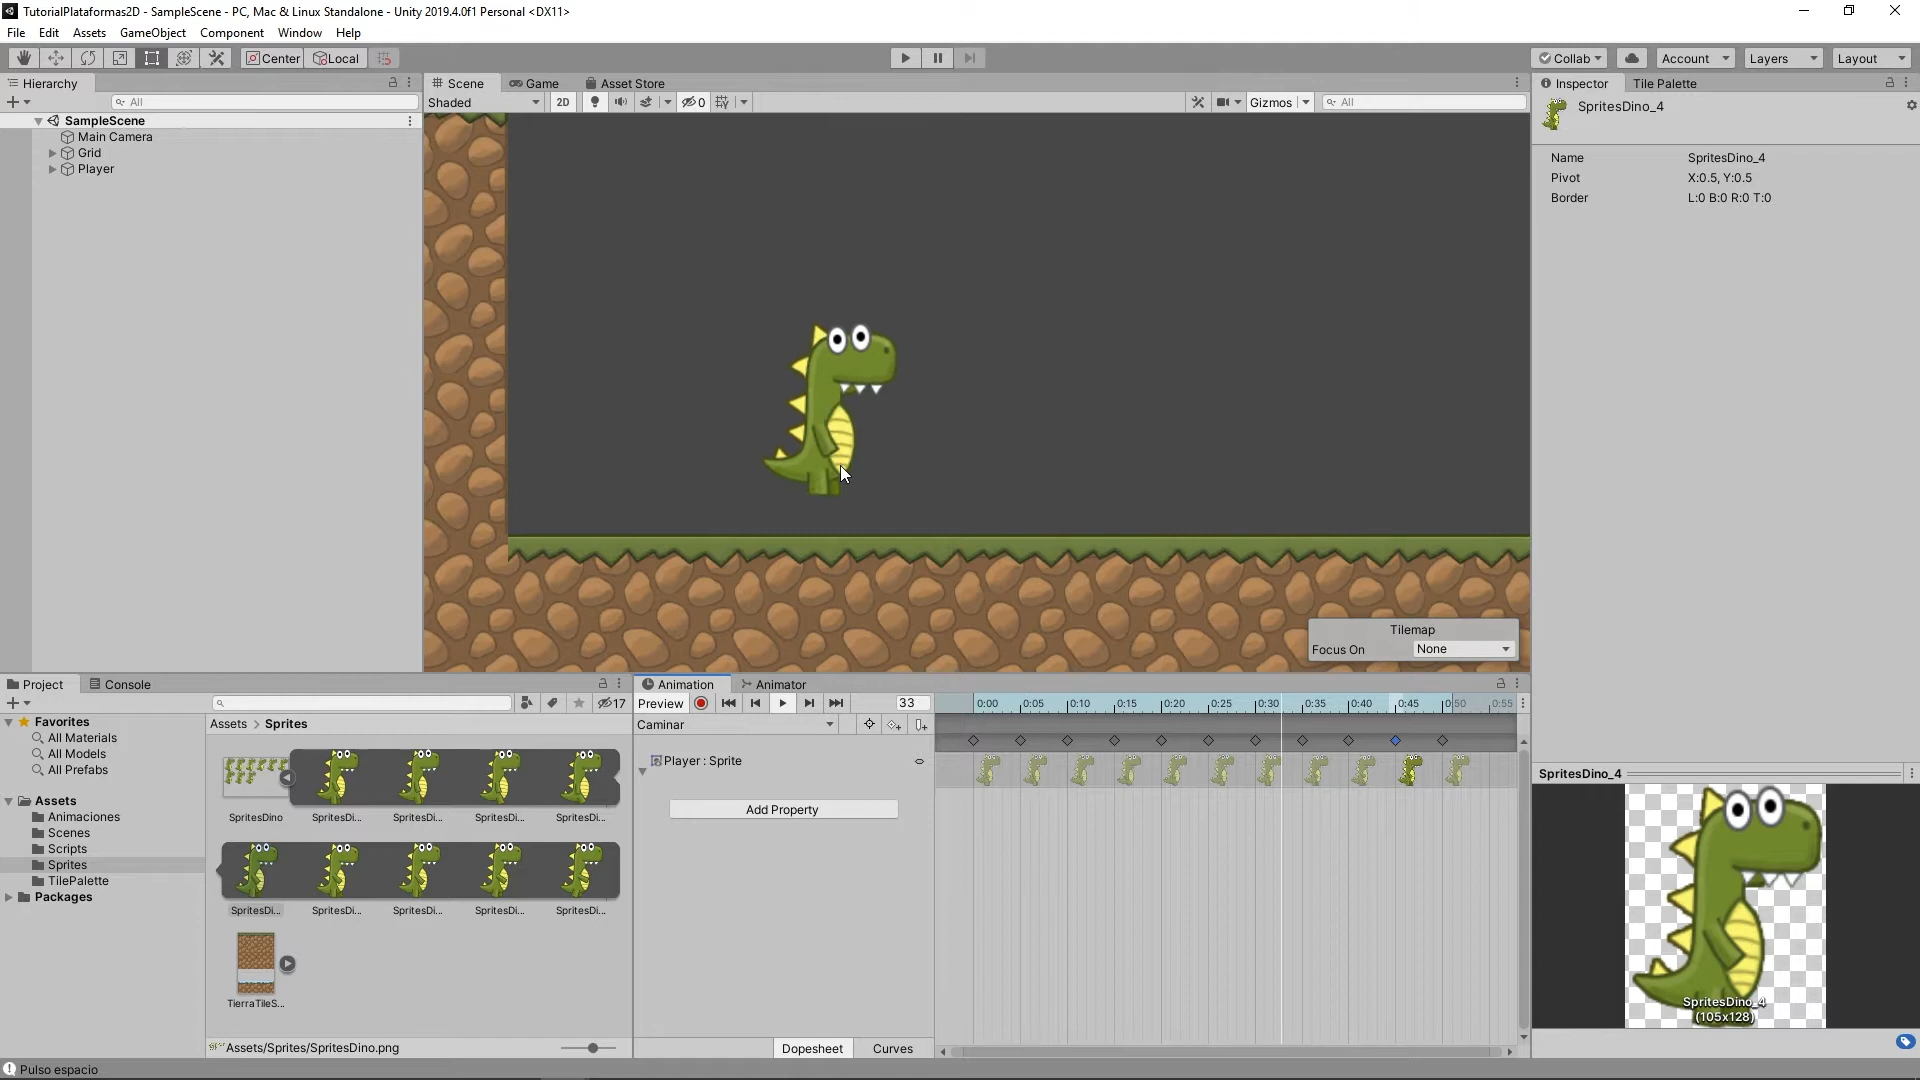 TutorialPlataformas2D - SampleScene - PC, Mac & Linux Standalone - Unity 2019.4.0f1 Personal <DX11>
File Edit Assets GameObject Component Window Help
Center Local Collab Account Layers Layout
Hierarchy Scene Game Asset Store Inspector Tile Palette
All Shaded 2D 0 Gizmos All
SpritesDino_4
SampleScene
Main Camera
Grid
Player
Name SpritesDino_4
Pivot X:0.5, Y:0.5
Border L:0 B:0 R:0 T:0
Tilemap
Focus On None
Project Console Animation Animator
17 Preview 33 0:00 0:05 0:10 0:15 0:20 0:25 0:30 0:35 0:40 0:45 0:50 0:55
Favorites
All Materials
All Models
All Prefabs
Assets
Animaciones
Scenes
Scripts
Sprites
TilePalette
Packages
Assets > Sprites
SpritesDino SpritesDi... SpritesDi... SpritesDi... SpritesDi...
SpritesDi... SpritesDi... SpritesDi... SpritesDi... SpritesDi...
TierraTileS...
Assets/Sprites/SpritesDino.png
Caminar
Player : Sprite
Add Property
Dopesheet Curves
SpritesDino_4
SpritesDino_4
(105x128)
Pulso espacio